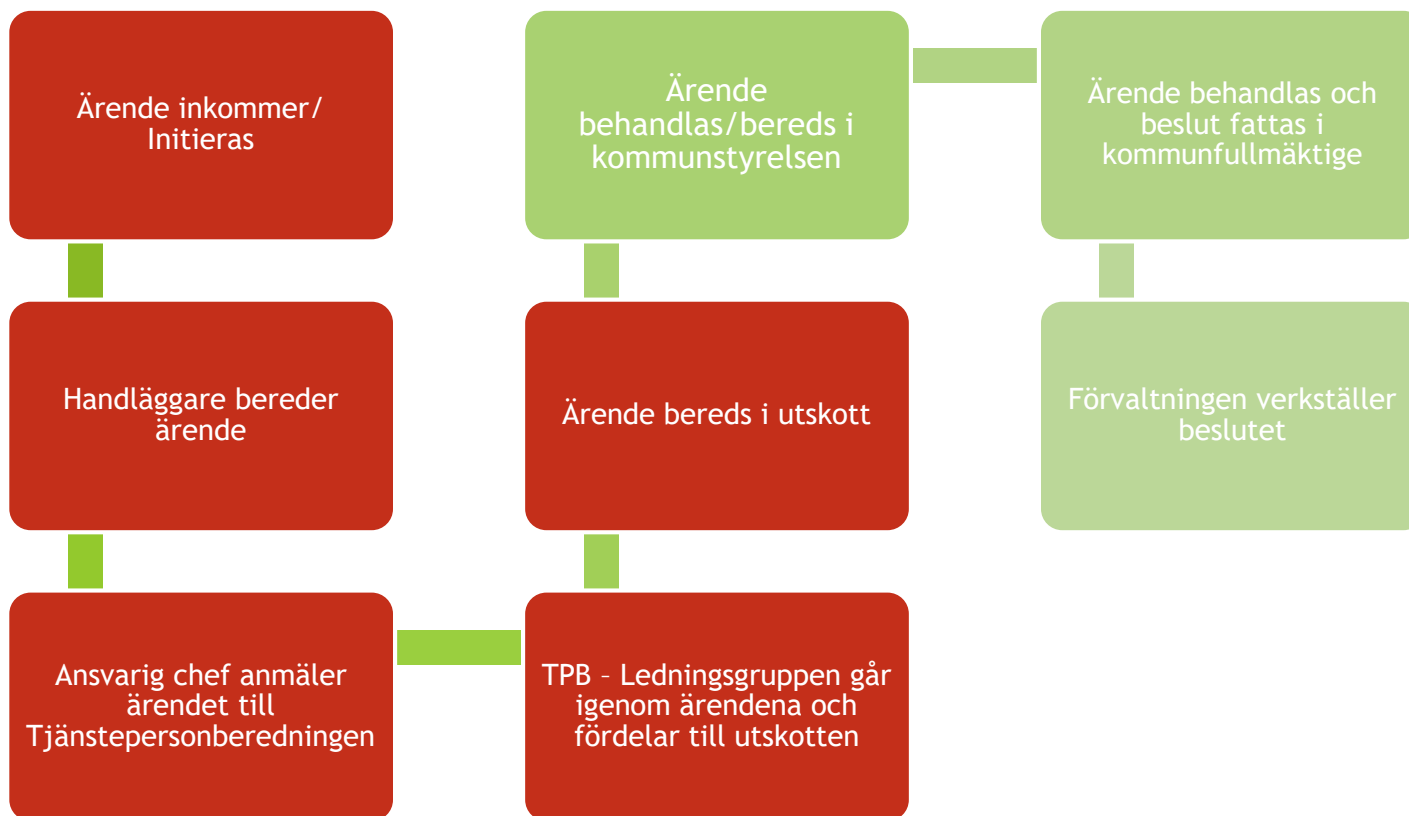 Ärende inkommer/
Initieras
Handläggare bereder
ärende
Ansvarig chef anmäler
ärendet till
Tjänstepersonberedningen
TPB – Ledningsgruppen går
igenom ärendena och
fördelar till utskotten
Ärende bereds i utskott
Ärende
behandlas/bereds i
kommunstyrelsen
Ärende behandlas och
beslut fattas i
kommunfullmäktige
Förvaltningen verkställer
beslutet